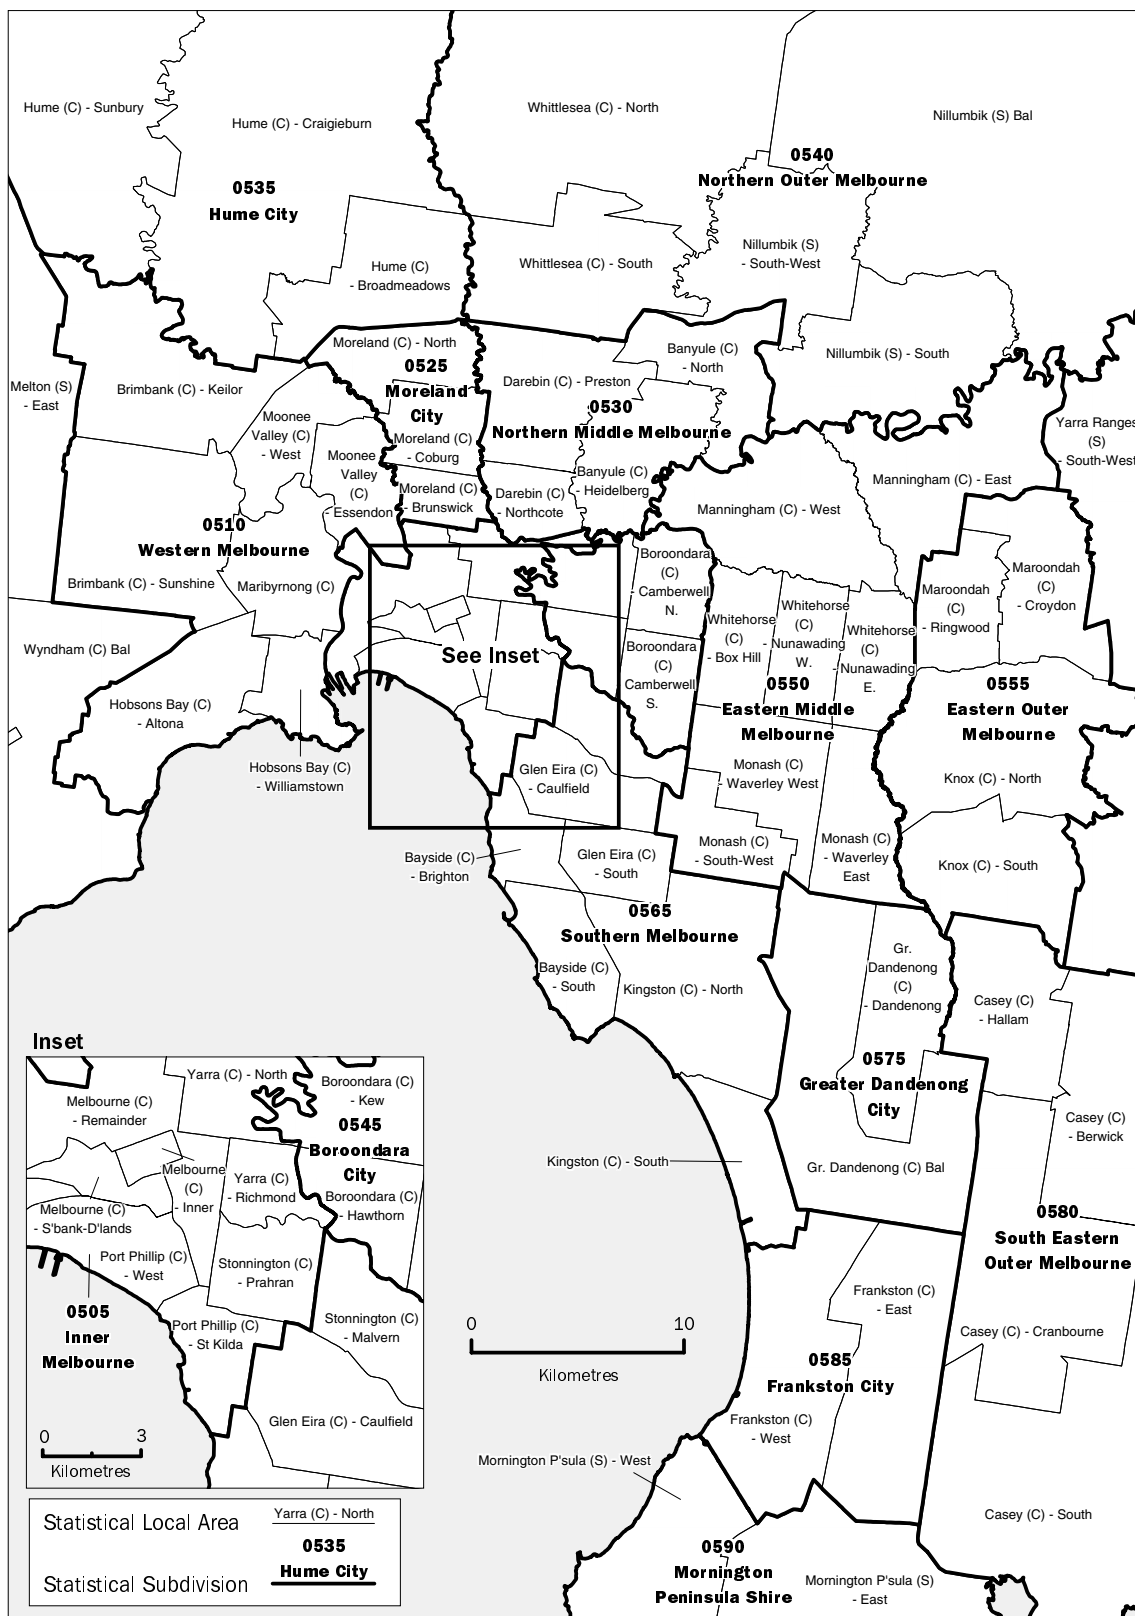 Hume (C) - Sunbury
Hume (C) - Craigieburn
Whittlesea (C) - North
Nillumbik (S) Bal
0540
Northern Outer Melbourne
0535
Hume City
Hume (C)
- Broadmeadows
Whittlesea (C) - South
Nillumbik (S)
- South-West
Moreland (C) - North
0525
Moreland
City
Banyule (C)
- North
Nillumbik (S) - South
Melton (S)
- East
Brimbank (C) - Keilor
Darebin (C) - Preston
0530
Northern Middle Melbourne
Moonee
Valley (C)
- West
Moonee
Valley
(C)
- Essendon
Moreland (C)
- Coburg
Moreland (C)
- Brunswick
Darebin (C)
- Northcote
Banyule (C)
- Heidelberg
Yarra Ranges
(S)
- South-West
Manningham (C) - East
Manningham (C) - West
0510
Western Melbourne
Brimbank (C) - Sunshine
Maribyrnong (C)
Boroondara
(C)
- Camberwell
N.
Maroondah
(C)
- Croydon
Maroondah
(C)
- Ringwood
Whitehorse
(C)
- Box Hill
Whitehorse
(C)
- Nunawading
W.
Whitehorse
(C)
- Nunawading
E.
Wyndham (C) Bal
See Inset
Boroondara
(C)
- Camberwell
S.
0550
Eastern Middle
Melbourne
0555
Eastern Outer
Melbourne
Hobsons Bay (C)
- Altona
Hobsons Bay (C)
- Williamstown
Glen Eira (C)
- Caulfield
Monash (C)
- Waverley West
Knox (C) - North
Monash (C)
- South-West
Monash (C)
- Waverley
East
Knox (C) - South
Bayside (C)
- Brighton
Glen Eira (C)
- South
0565
Southern Melbourne
Bayside (C)
- South
Kingston (C) - North
Gr.
Dandenong
(C)
- Dandenong
Casey (C)
- Hallam
0575
Greater Dandenong
City
Casey (C)
- Berwick
Kingston (C) - South
Gr. Dandenong (C) Bal
0580
South Eastern
Outer Melbourne
Frankston (C)
- East
Casey (C) - Cranbourne
0585
Frankston City
Frankston (C)
- West
Mornington P'sula (S) - West
Casey (C) - South
0590
Mornington
Peninsula Shire
Mornington P'sula (S)
- East
0 10
Kilometres
Inset
Yarra (C) - North
Boroondara (C)
- Kew
Melbourne (C)
- Remainder
0545
Boroondara
City
Melbourne
(C)
- Inner
Yarra (C)
- Richmond
Boroondara (C)
- Hawthorn
Melbourne (C)
- S'bank-D'lands
Port Phillip (C)
- West
Stonnington (C)
- Prahran
0505
Inner
Melbourne
Port Phillip (C)
- St Kilda
Stonnington (C)
- Malvern
Glen Eira (C) - Caulfield
0 3
Kilometres
Statistical Local Area
Yarra (C) - North
0535
Hume City
Statistical Subdivision